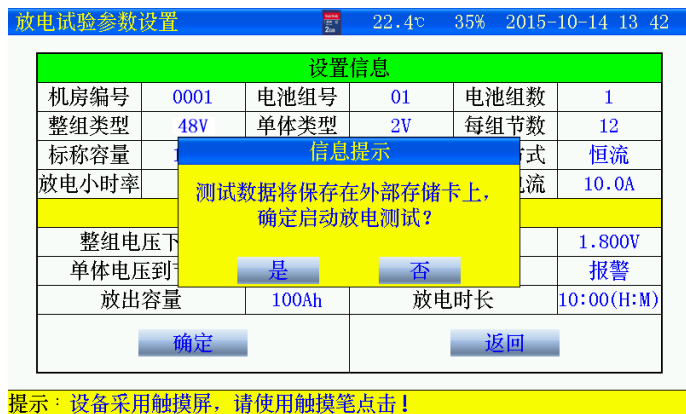 放电试验参数设置 22.4℃ 35% 2015-10-14 13 42
设置信息
机房编号 0001 电池组号 01 电池组数 1
整组类型 48V 单体类型 2V 每组节数 12
标称容量 式 恒流
放电小时率 流 10.0A
信息提示
测试数据将保存在外部存储卡上，
确定启动放电测试？
是 否
整组电压下 1.800V
单体电压到 报警
放出容量 100Ah 放电时长 10:00(H:M)
确定 返回
提示：设备采用触摸屏，请使用触摸笔点击！